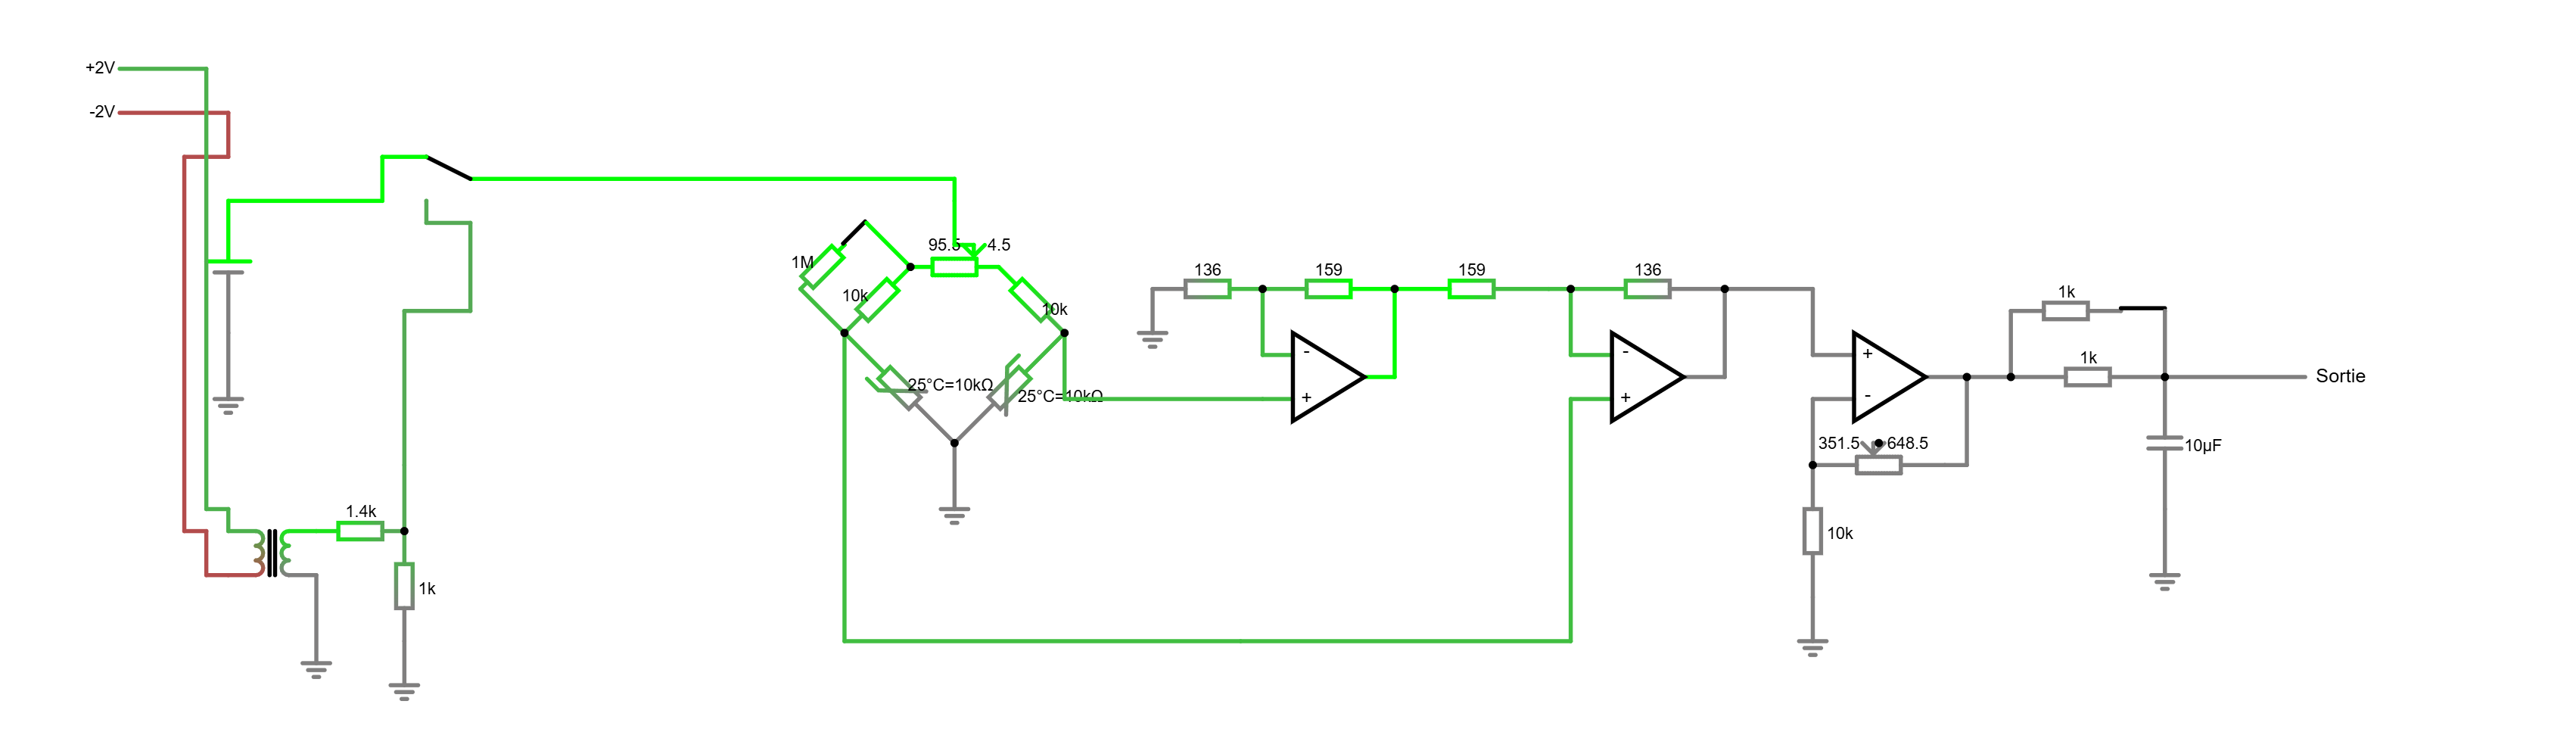 +2V
-2V
95.5
4.5
1M
10k
10k
25°C=10kΩ
25°C=10kΩ
136
159
159
136
-
+
-
+
+
-
1k
1k
Sortie
351.5
648.5
10µF
10k
1.4k
1k